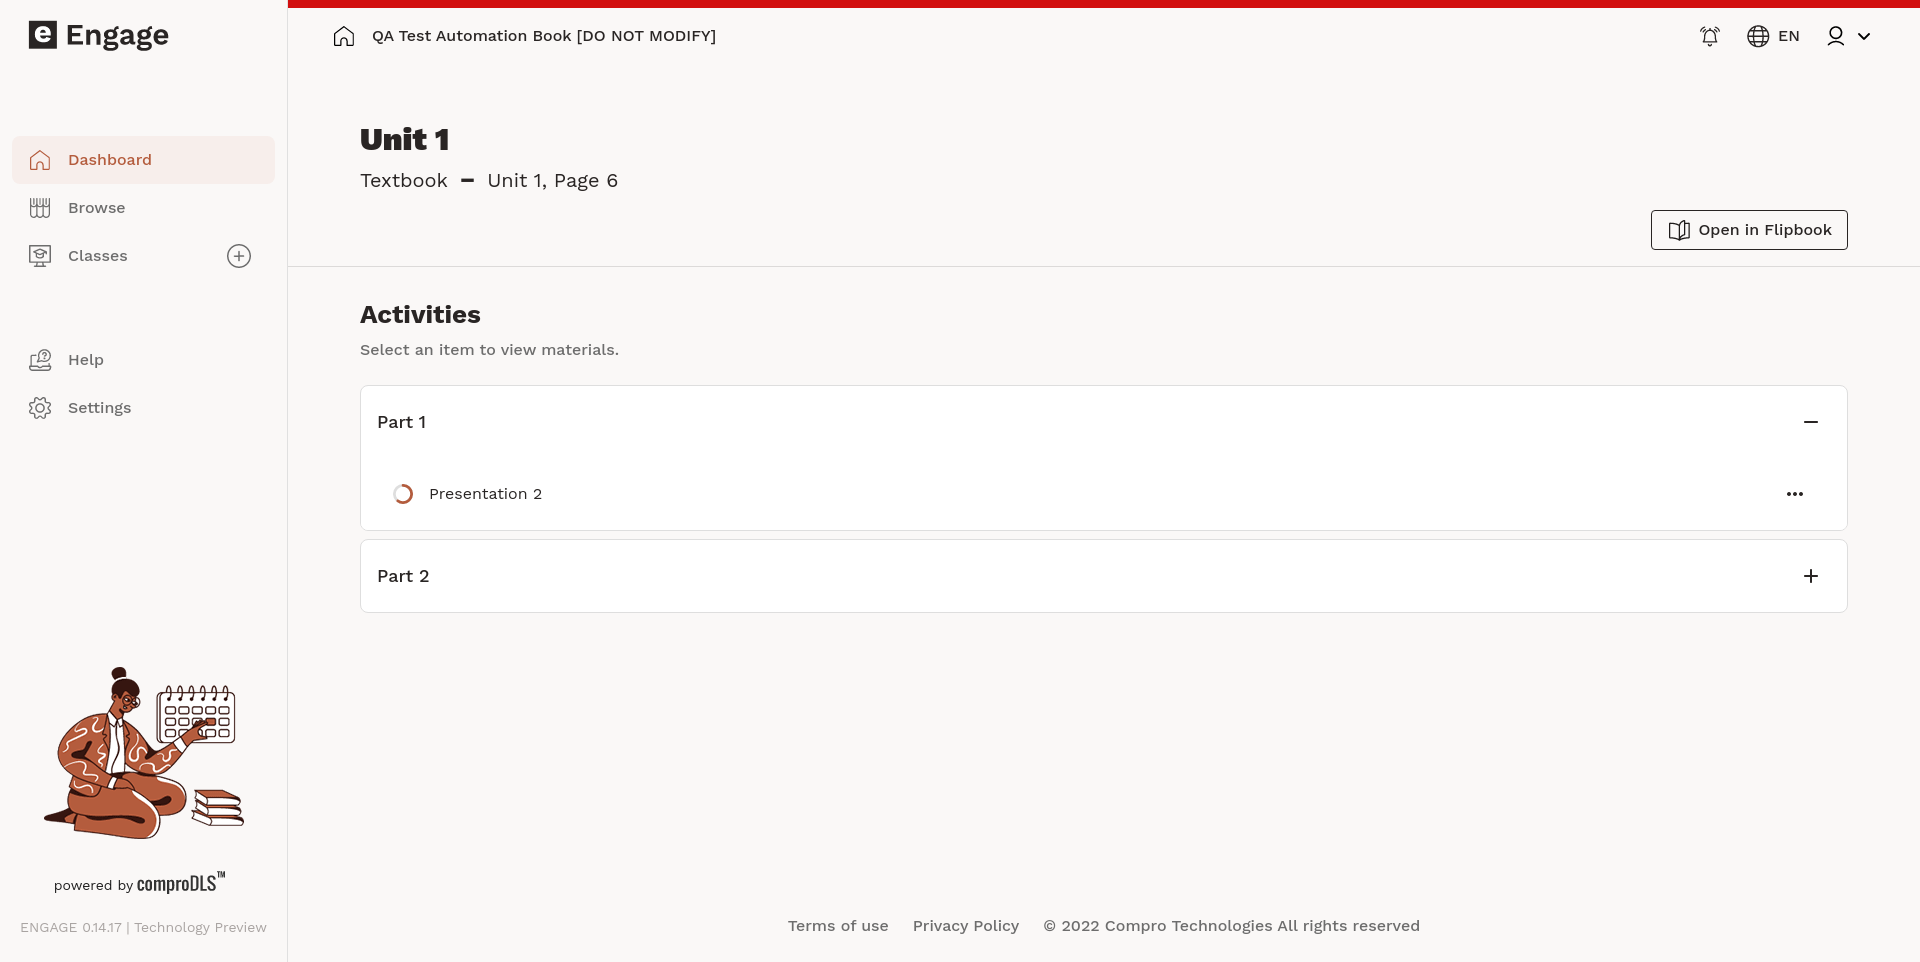 e Engage
QA Test Automation Book [DO NOT MODIFY]
EN
Dashboard
Browse
Classes
Help
Settings
powered by comproDLS™
ENGAGE 0.14.17 | Technology Preview
Unit 1
Textbook – Unit 1, Page 6
Open in Flipbook
Activities
Select an item to view materials.
Part 1
Presentation 2
Part 2
Terms of use Privacy Policy © 2022 Compro Technologies All rights reserved